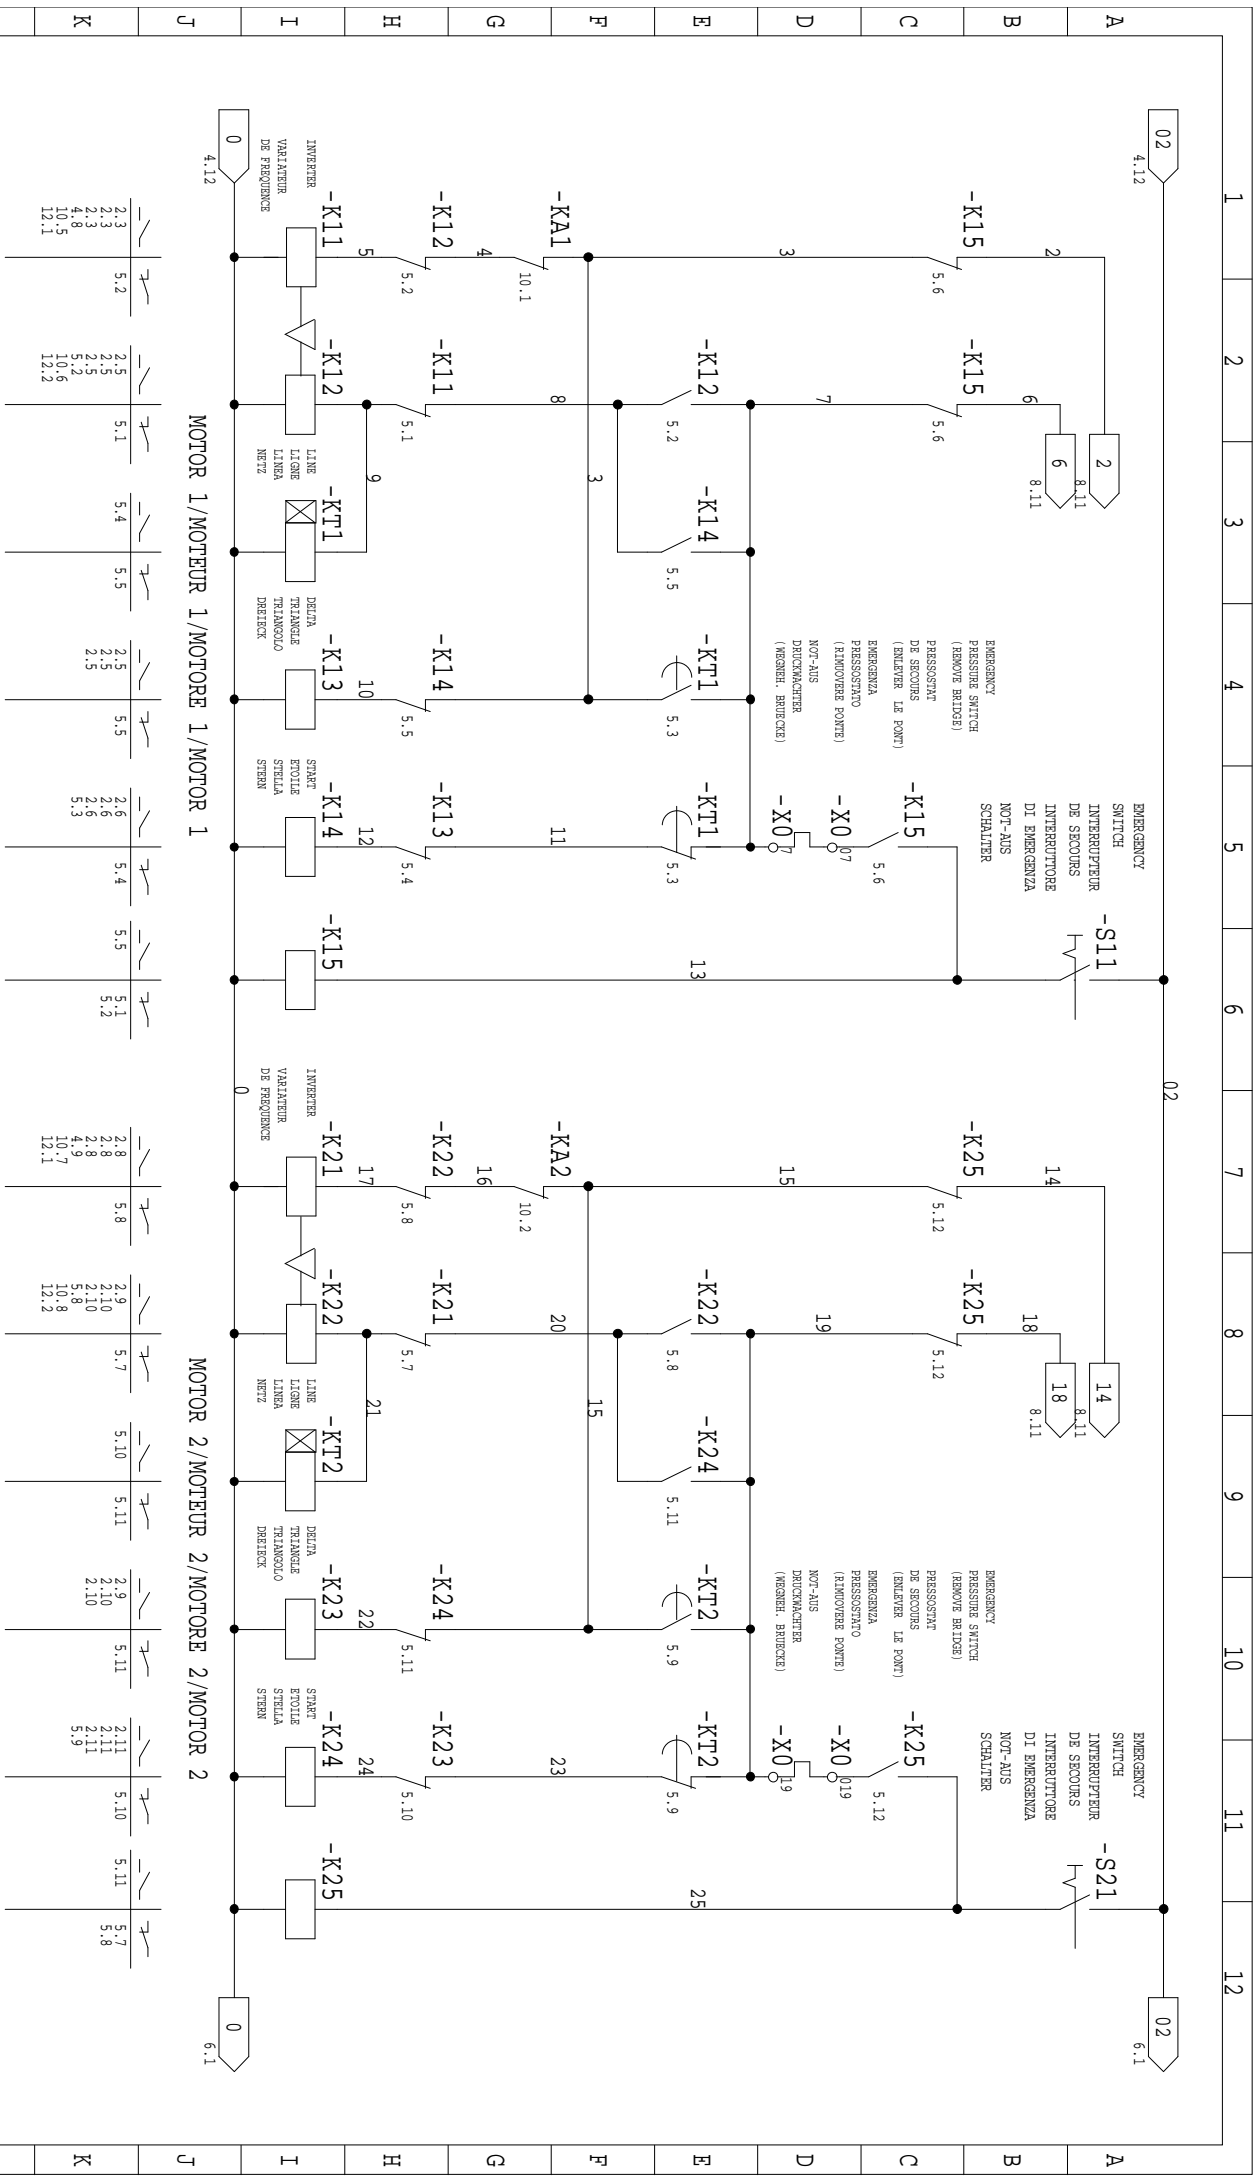 1 2 3 4 5 6 7 8 9 10 11 12
A A
02 4.12
02
02 6.1
EMERGENCY
SWITCH
INTERRUPTEUR
DE SECOURS
INTERRUTTORE
DI EMERGENZA
NOT-AUS
SCHALTER
-S11
EMERGENCY
SWITCH
INTERRUPTEUR
DE SECOURS
INTERRUTTORE
DI EMERGENZA
NOT-AUS
SCHALTER
-S21
2 8.11
6 8.11
14 8.11
18 8.11
B B
2 6 14 18
-K15 5.6
-K15 5.6
-K25 5.12
-K25 5.12
EMERGENCY
PRESSURE SWITCH
(REMOVE BRIDGE)
PRESSOSTAT
DE SECOURS
(ENLEVER LE PONT)
EMERGENZA
PRESSOSTATO
(RIMUOVERE PONTE)
NOT-AUS
DRUCKWACHTER
(WEGNEH. BRUECKE)
EMERGENCY
PRESSURE SWITCH
(REMOVE BRIDGE)
PRESSOSTAT
DE SECOURS
(ENLEVER LE PONT)
EMERGENZA
PRESSOSTATO
(RIMUOVERE PONTE)
NOT-AUS
DRUCKWACHTER
(WEGNEH. BRUECKE)
C C
-K15 5.6
-K25 5.12
-X0 07
-X0 019
D D
3 7 15 19
-X0 7
-X0 19
E E
-K12 5.2
-K14 5.5
-KT1 5.3
-KT1 5.3
13
-K22 5.8
-K24 5.11
-KT2 5.9
-KT2 5.9
25
F F
3 15
8 11 20 23
-KA1 10.1
-KA2 10.2
G G
4 16
-K12 5.2
-K11 5.1
-K14 5.5
-K13 5.4
-K22 5.8
-K21 5.7
-K24 5.11
-K23 5.10
H H
5 9 10 12 17 21 22 24
-K11
-K12
-KT1
-K13
-K14
-K15
-K21
-K22
-KT2
-K23
-K24
-K25
I I
INVERTER
VARIATEUR
DE FREQUENCE
LINE
LIGNE
LINEA
NETZ
DELTA
TRIANGLE
TRIANGOLO
DREIECK
START
ETOILE
STELLA
STERN
INVERTER
VARIATEUR
DE FREQUENCE
LINE
LIGNE
LINEA
NETZ
DELTA
TRIANGLE
TRIANGOLO
DREIECK
START
ETOILE
STELLA
STERN
0 4.12
0
0 6.1
J J
MOTOR 1/MOTEUR 1/MOTORE 1/MOTOR 1
MOTOR 2/MOTEUR 2/MOTORE 2/MOTOR 2
K K
2.3
2.3
2.3
4.8
10.5
12.1
5.2
2.5
2.5
2.5
5.2
10.6
12.2
5.1
5.4
5.5
2.5
2.5
2.5
5.5
2.6
2.6
2.6
5.3
5.4
5.5
5.1
5.2
2.8
2.8
2.8
4.9
10.7
12.1
5.8
2.9
2.10
2.10
5.8
10.8
12.2
5.7
5.10
5.11
2.9
2.10
2.10
5.11
2.11
2.11
2.11
5.9
5.10
5.11
5.7
5.8